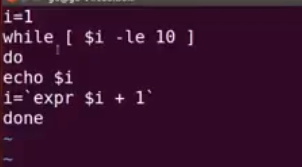 i=1
while [ $i -le 10 ]
do
echo $i
i=`expr $i + 1`
done
~
~